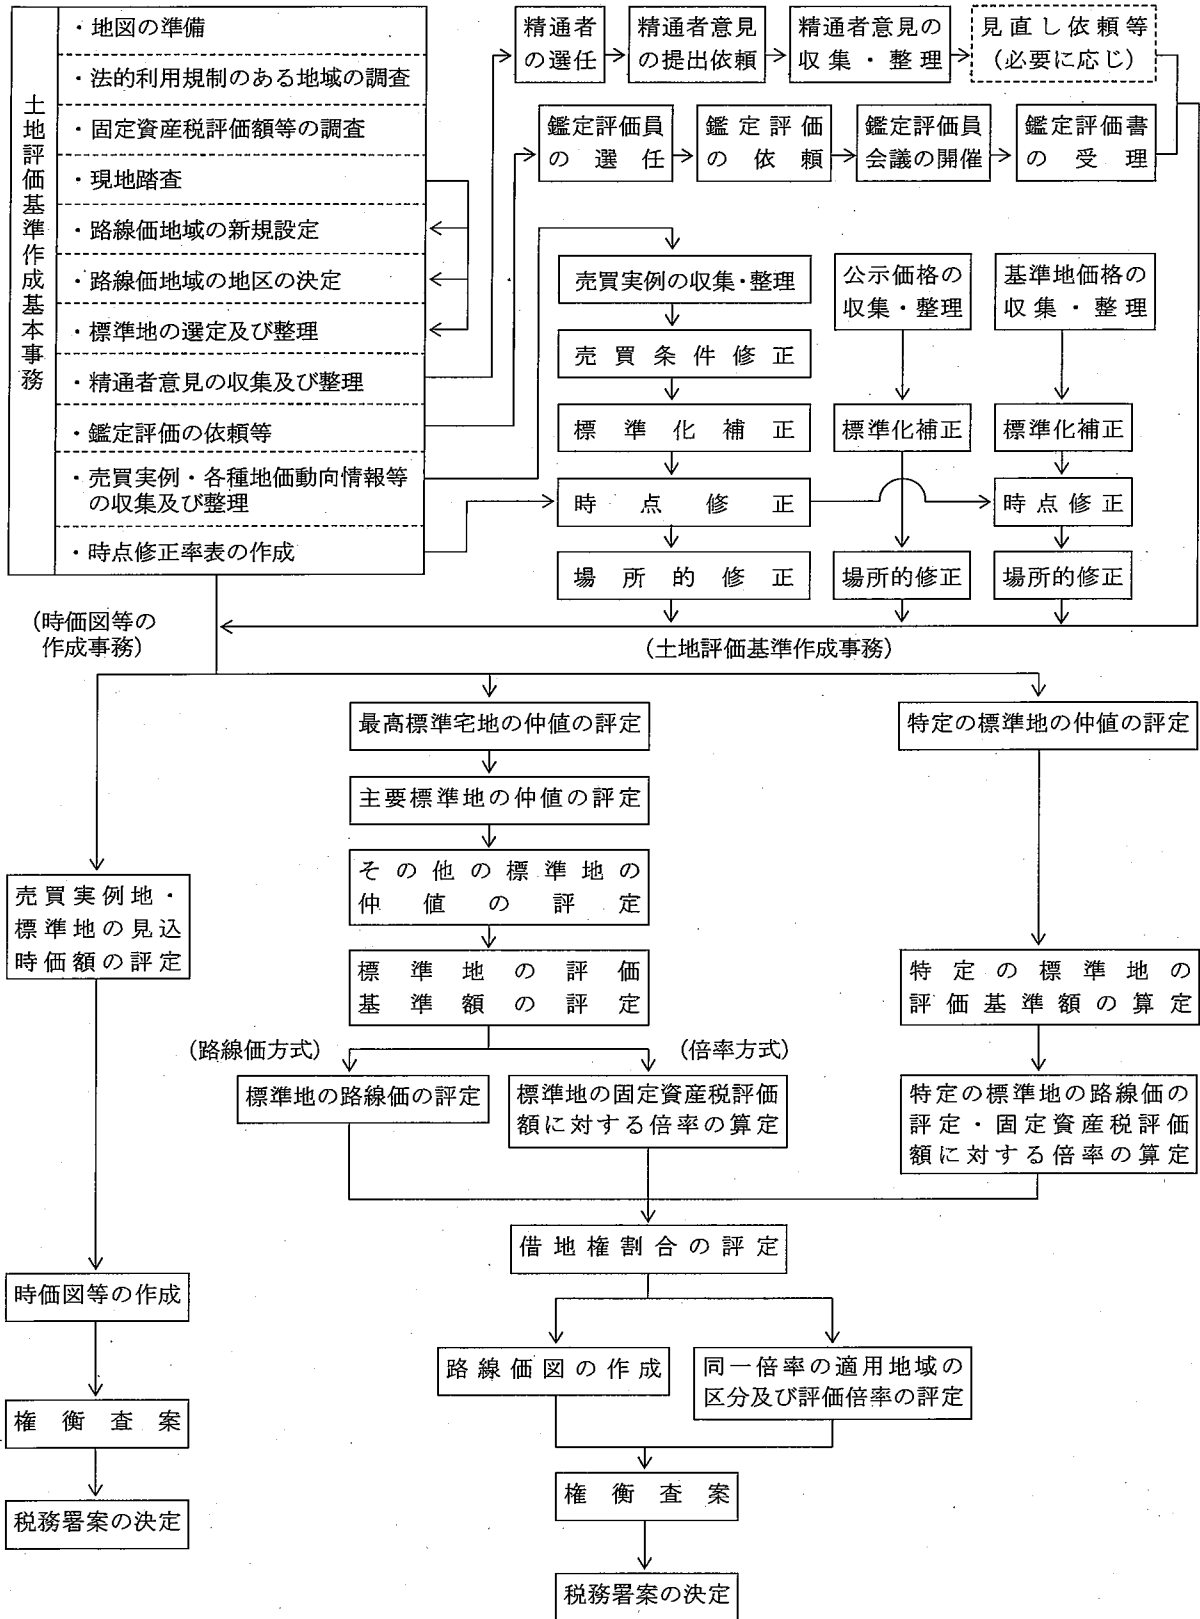 土地評価基準作成基本事務
・地図の準備
・法的利用規制のある地域の調査
・固定資産税評価額等の調査
・現地踏査
・路線価地域の新規設定
・路線価地域の地区の決定
・標準地の選定及び整理
・精通者意見の収集及び整理
・鑑定評価の依頼等
・売買実例・各種地価動向情報等
の収集及び整理
・時点修正率表の作成
精通者
の選任
精通者意見
の提出依頼
精通者意見の
収集・整理
見直し依頼等
(必要に応じ)
鑑定評価員
の選任
鑑定評価
の依頼
鑑定評価員
会議の開催
鑑定評価書
の受理
売買実例の収集・整理
売買条件修正
標準化補正
時点修正
場所的修正
公示価格の
収集・整理
標準化補正
場所的修正
基準地価格の
収集・整理
標準化補正
時点修正
場所的修正
(時価図等の
作成事務)
(土地評価基準作成事務)
売買実例地・
標準地の見込
時価額の評定
時価図等の作成
権衡査案
税務署案の決定
最高標準宅地の仲値の評定
主要標準地の仲値の評定
その他の標準地の
仲値の評定
標準地の評価
基準額の評定
(路線価方式)
(倍率方式)
標準地の路線価の評定
標準地の固定資産税評価
額に対する倍率の算定
特定の標準地の仲値の評定
特定の標準地の
評価基準額の算定
特定の標準地の路線価の
評定・固定資産税評価
額に対する倍率の算定
借地権割合の評定
路線価図の作成
同一倍率の適用地域の
区分及び評価倍率の評定
権衡査案
税務署案の決定